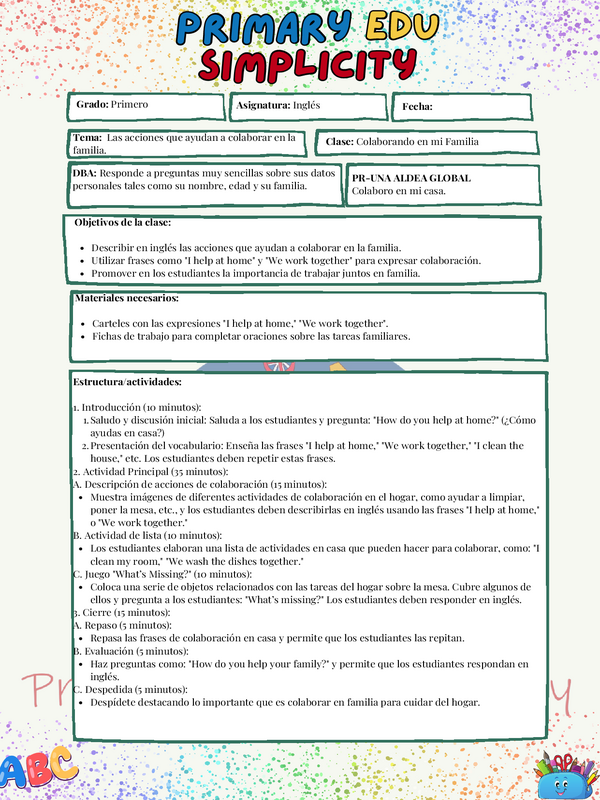 PRIMARY EDU
SIMPLICITY
Grado: Primero
Asignatura: Inglés
Fecha:
Tema: Las acciones que ayudan a colaborar en la
familia.
Clase: Colaborando en mi Familia
DBA: Responde a preguntas muy sencillas sobre sus datos
personales tales como su nombre, edad y su familia.
PR-UNA ALDEA GLOBAL
Colaboro en mi casa.
Objetivos de la clase:
• Describir en inglés las acciones que ayudan a colaborar en la familia.
• Utilizar frases como "I help at home" y "We work together" para expresar colaboración.
• Promover en los estudiantes la importancia de trabajar juntos en familia.
Materiales necesarios:
• Carteles con las expresiones "I help at home," "We work together".
• Fichas de trabajo para completar oraciones sobre las tareas familiares.
Estructura/actividades:
1. Introducción (10 minutos):
1. Saludo y discusión inicial: Saluda a los estudiantes y pregunta: "How do you help at home?" (¿Cómo
ayudas en casa?)
2. Presentación del vocabulario: Enseña las frases "I help at home," "We work together," "I clean the
house," etc. Los estudiantes deben repetir estas frases.
2. Actividad Principal (35 minutos):
A. Descripción de acciones de colaboración (15 minutos):
• Muestra imágenes de diferentes actividades de colaboración en el hogar, como ayudar a limpiar,
poner la mesa, etc., y los estudiantes deben describirlas en inglés usando las frases "I help at home,"
o "We work together."
B. Actividad de lista (10 minutos):
• Los estudiantes elaboran una lista de actividades en casa que pueden hacer para colaborar, como: "I
clean my room," "We wash the dishes together."
C. Juego "What's Missing?" (10 minutos):
• Coloca una serie de objetos relacionados con las tareas del hogar sobre la mesa. Cubre algunos de
ellos y pregunta a los estudiantes: "What's missing?" Los estudiantes deben responder en inglés.
3. Cierre (15 minutos):
A. Repaso (5 minutos):
• Repasa las frases de colaboración en casa y permite que los estudiantes las repitan.
B. Evaluación (5 minutos):
• Haz preguntas como: "How do you help your family?" y permite que los estudiantes respondan en
inglés.
C. Despedida (5 minutos):
• Despídete destacando lo importante que es colaborar en familia para cuidar del hogar.
ABC